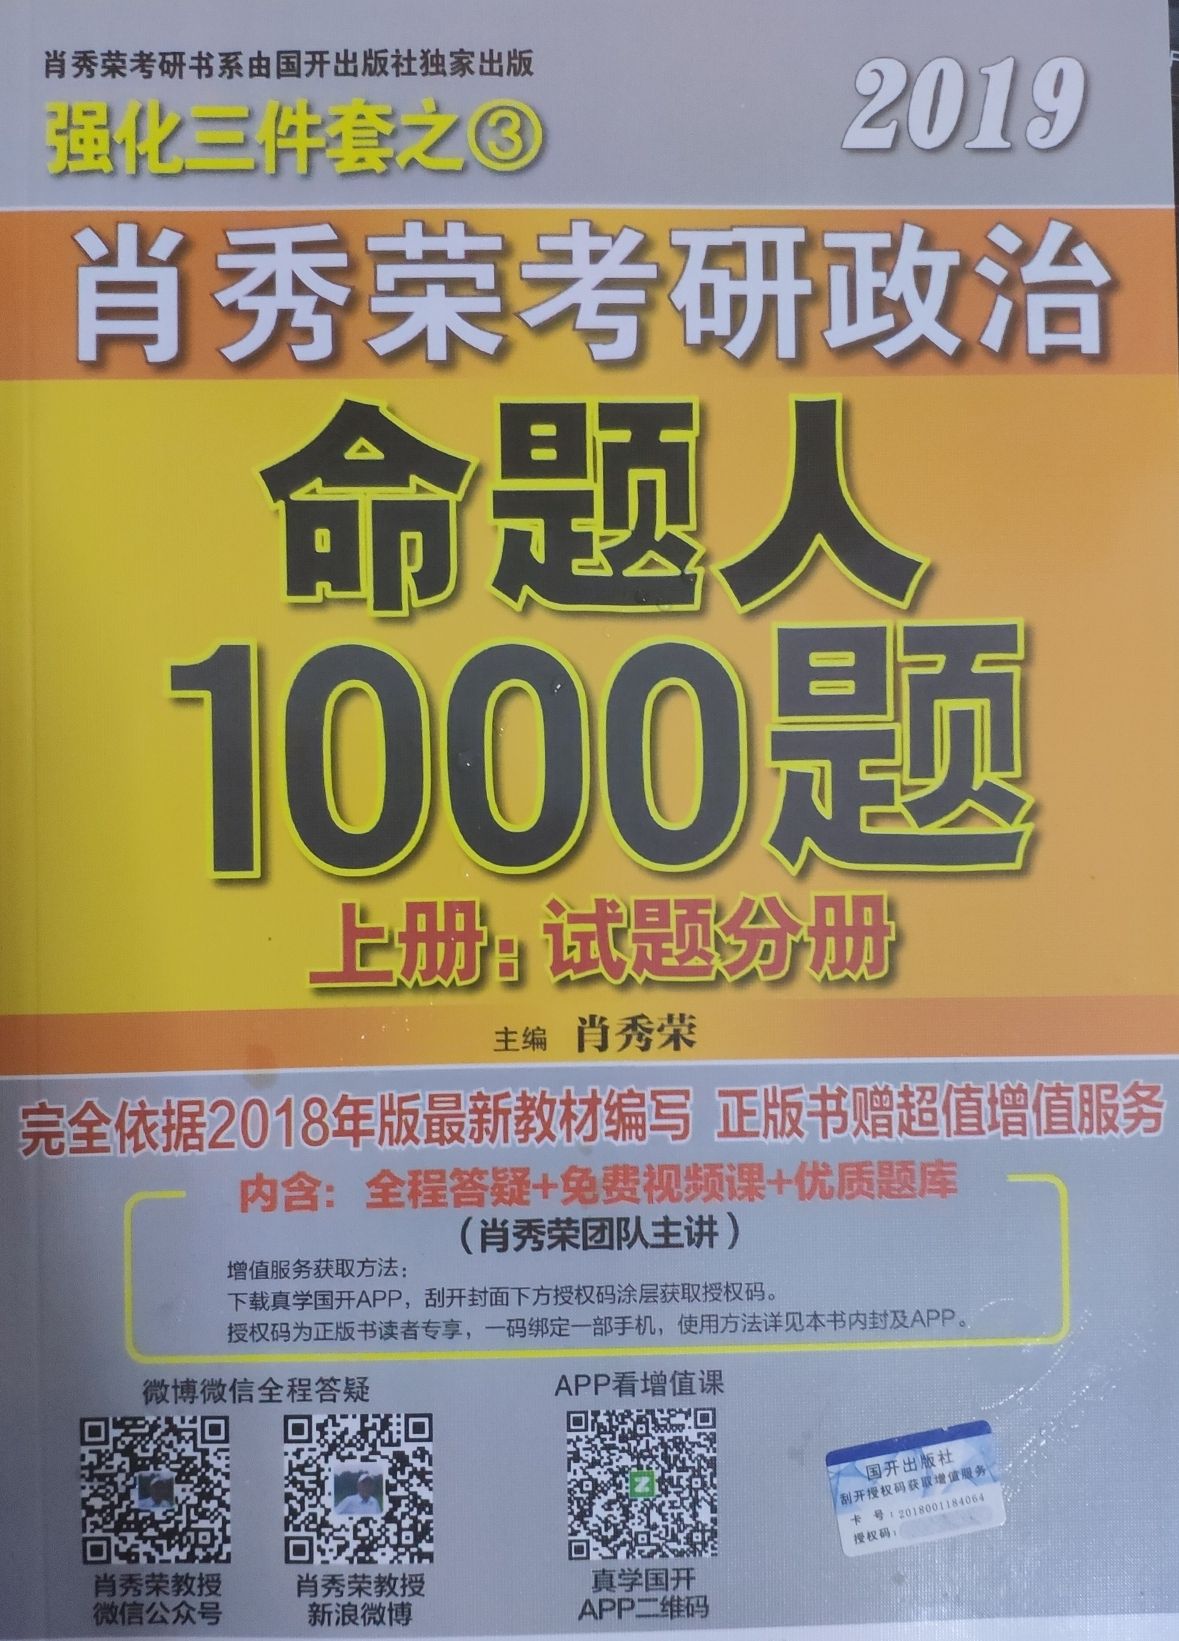 肖秀荣考研书系由国开出版社独家出版
强化三件套之③
2019
肖秀荣考研政治
命题人
1000题
上册：试题分册
主编 肖秀荣
完全依据2018年版最新教材编写 正版书赠超值增值服务
内含：全程答疑+免费视频课+优质题库
（肖秀荣团队主讲）
增值服务获取方法：
下载真学国开APP，刮开封面下方授权码涂层获取授权码。
授权码为正版书读者专享，一码绑定一部手机，使用方法详见本书内封及APP。
微博微信全程答疑
APP看增值课
肖秀荣教授
微信公众号
肖秀荣教授
新浪微博
真学国开
APP二维码
国开出版社
刮开授权码获取增值服务
卡 号：2018001184064
授权码：